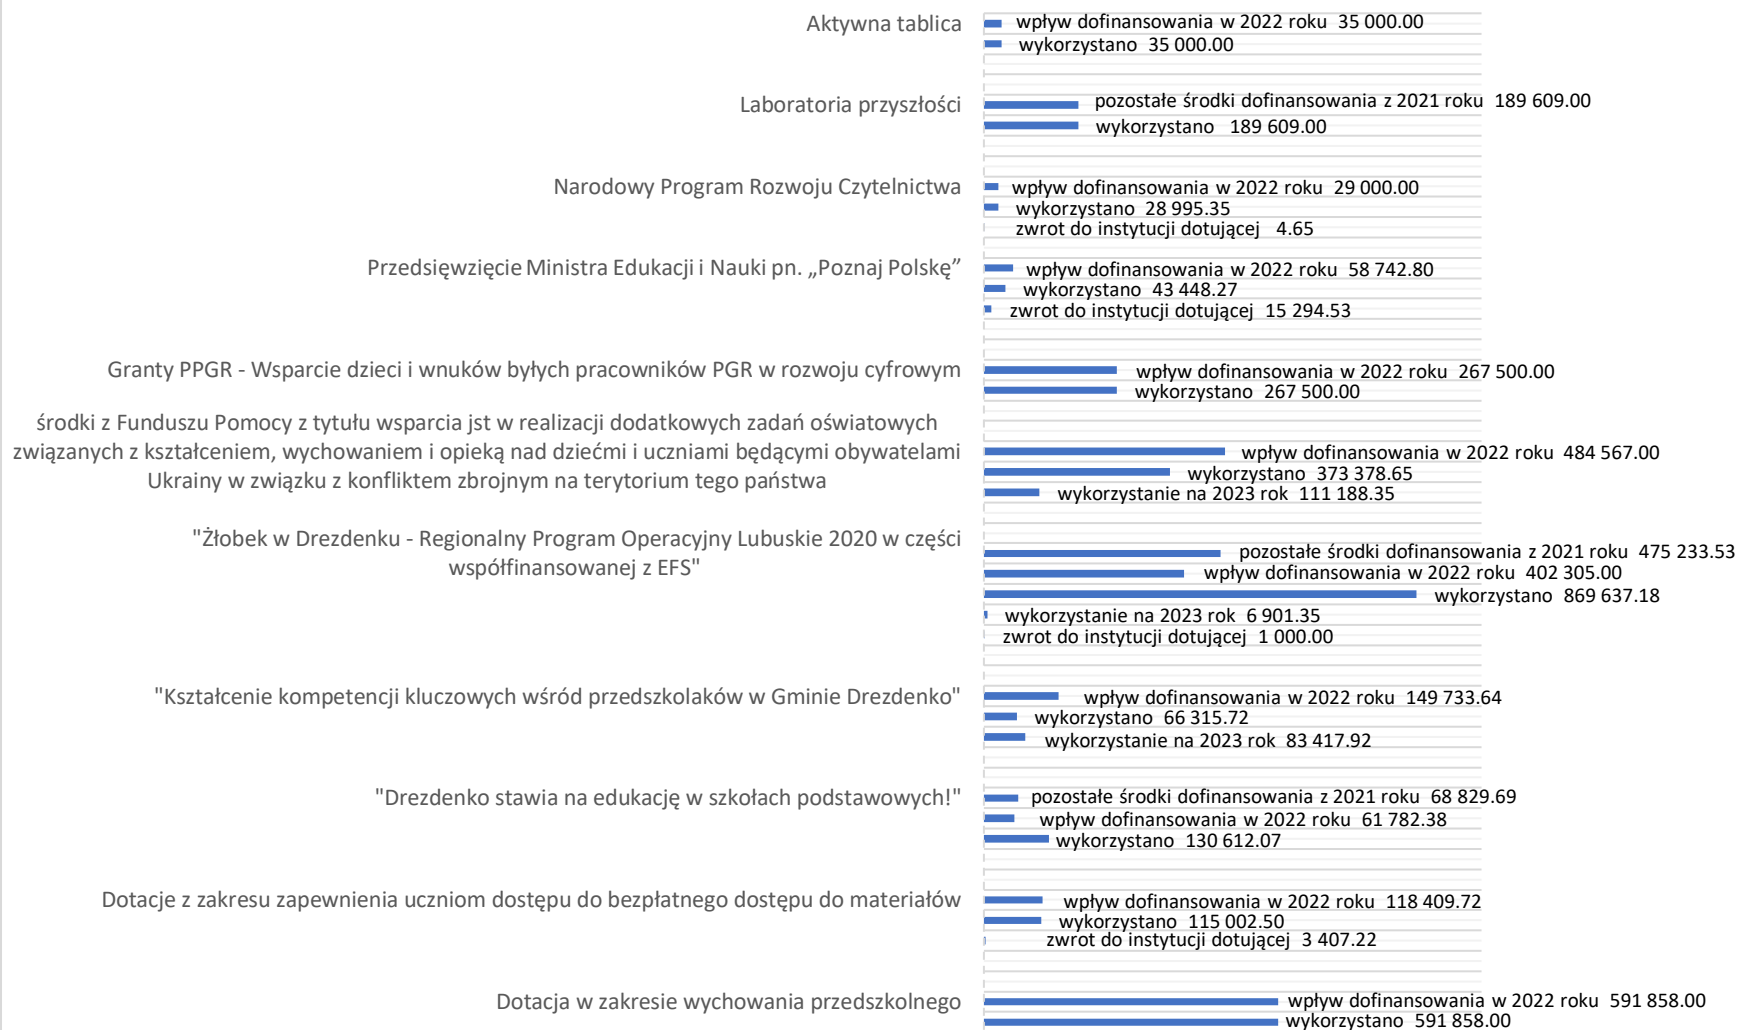 Aktywna tablica
wpływ dofinansowania w 2022 roku 35 000.00
wykorzystano 35 000.00
Laboratoria przyszłości
pozostałe środki dofinansowania z 2021 roku 189 609.00
wykorzystano 189 609.00
Narodowy Program Rozwoju Czytelnictwa
wpływ dofinansowania w 2022 roku 29 000.00
wykorzystano 28 995.35
zwrot do instytucji dotującej 4.65
Przedsięwzięcie Ministra Edukacji i Nauki pn. „Poznaj Polskę”
wpływ dofinansowania w 2022 roku 58 742.80
wykorzystano 43 448.27
zwrot do instytucji dotującej 15 294.53
Granty PPGR - Wsparcie dzieci i wnuków byłych pracowników PGR w rozwoju cyfrowym
wpływ dofinansowania w 2022 roku 267 500.00
wykorzystano 267 500.00
środki z Funduszu Pomocy z tytułu wsparcia jst w realizacji dodatkowych zadań oświatowych
związanych z kształceniem, wychowaniem i opieką nad dziećmi i uczniami będącymi obywatelami
Ukrainy w związku z konfliktem zbrojnym na terytorium tego państwa
wpływ dofinansowania w 2022 roku 484 567.00
wykorzystano 373 378.65
wykorzystanie na 2023 rok 111 188.35
"Żłobek w Drezdenku - Regionalny Program Operacyjny Lubuskie 2020 w części
współfinansowanej z EFS"
pozostałe środki dofinansowania z 2021 roku 475 233.53
wpływ dofinansowania w 2022 roku 402 305.00
wykorzystano 869 637.18
wykorzystanie na 2023 rok 6 901.35
zwrot do instytucji dotującej 1 000.00
"Kształcenie kompetencji kluczowych wśród przedszkolaków w Gminie Drezdenko"
wpływ dofinansowania w 2022 roku 149 733.64
wykorzystano 66 315.72
wykorzystanie na 2023 rok 83 417.92
"Drezdenko stawia na edukację w szkołach podstawowych!"
pozostałe środki dofinansowania z 2021 roku 68 829.69
wpływ dofinansowania w 2022 roku 61 782.38
wykorzystano 130 612.07
Dotacje z zakresu zapewnienia uczniom dostępu do bezpłatnego dostępu do materiałów
wpływ dofinansowania w 2022 roku 118 409.72
wykorzystano 115 002.50
zwrot do instytucji dotującej 3 407.22
Dotacja w zakresie wychowania przedszkolnego
wpływ dofinansowania w 2022 roku 591 858.00
wykorzystano 591 858.00